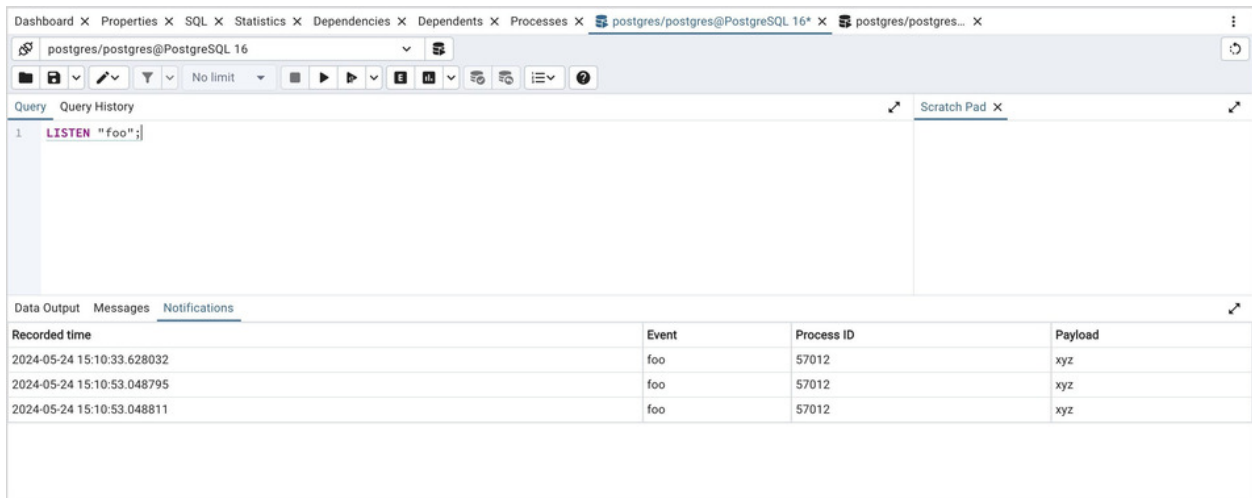 Dashboard X Properties X SQL X Statistics X Dependencies X Dependents X Processes X postgres/postgres@PostgreSQL 16* X postgres/postgres... X
postgres/postgres@PostgreSQL 16
No limit
Query Query History Scratch Pad X
1 LISTEN "foo";
Data Output Messages Notifications
Recorded time Event Process ID Payload
2024-05-24 15:10:33.628032 foo 57012 xyz
2024-05-24 15:10:53.048795 foo 57012 xyz
2024-05-24 15:10:53.048811 foo 57012 xyz